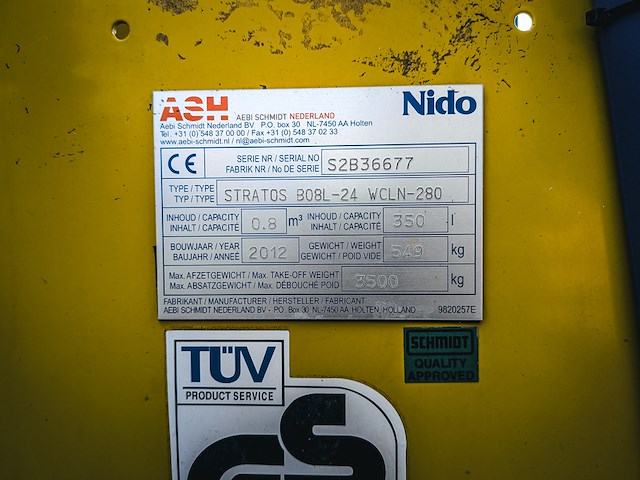 ASH AEBI SCHMIDT NEDERLAND Nido
Aebi Schmidt Nederland BV P.O. box 30 NL-7450 AA Holten
Tel. +31 (0) 548 37 00 00 / Fax +31 (0) 548 37 02 33
www.aebi-schmidt.nl / nl@aebi-schmidt.com
CE SERIE NR / SERIAL NO
FABRIK NR / No DE SERIE S2B36677
TYPE / TYPE
TYP / TYPE STRATOS B08L-24 WCLN-280
INHOUD / CAPACITY
INHALT / CAPACITÉ 0.8 m³ INHOUD / CAPACITY
INHALT / CAPACITÉ 350 l
BOUWJAAR / YEAR
BAUJAHR / ANNEÉ 2012 GEWICHT / WEIGHT
GEWICHT / POID VIDE 549 kg
Max. AFZETGEWICHT / Max. TAKE-OFF WEIGHT
Max. ABSATZGEWICHT / Max. DÉBOUCHÉ POID 3500 kg
FABRIKANT / MANUFACTURER / HERSTELLER / FABRICANT
AEBI SCHMIDT NEDERLAND BV - PO. Box 30, NL-7450 AA HOLTEN, HOLLAND 9820257E
TÜV
PRODUCT SERVICE
GS
SCHMIDT
QUALITY
APPROVED